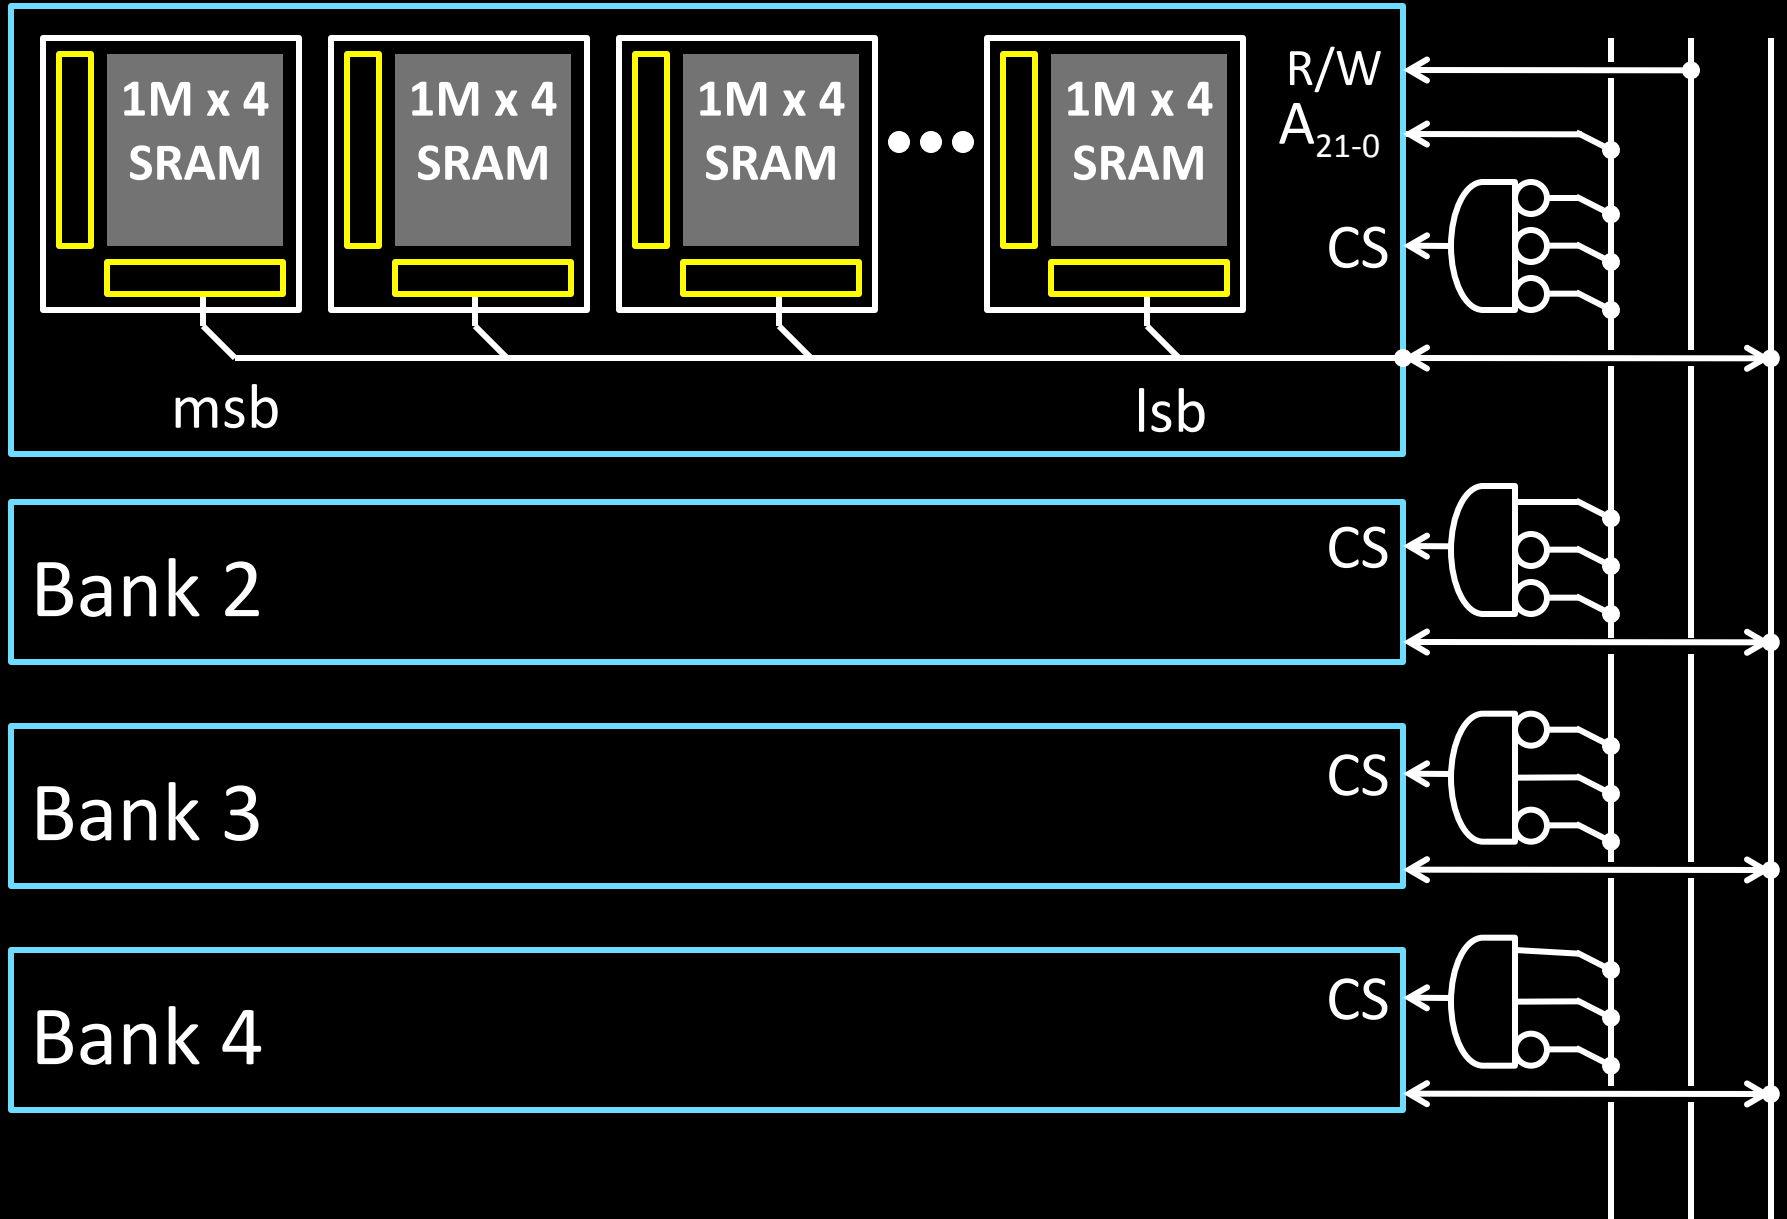 1M x 4
SRAM
1M x 4
SRAM
1M x 4
SRAM
1M x 4
SRAM
R/W
A21-0
CS
msb
lsb
Bank 2
CS
Bank 3
CS
Bank 4
CS